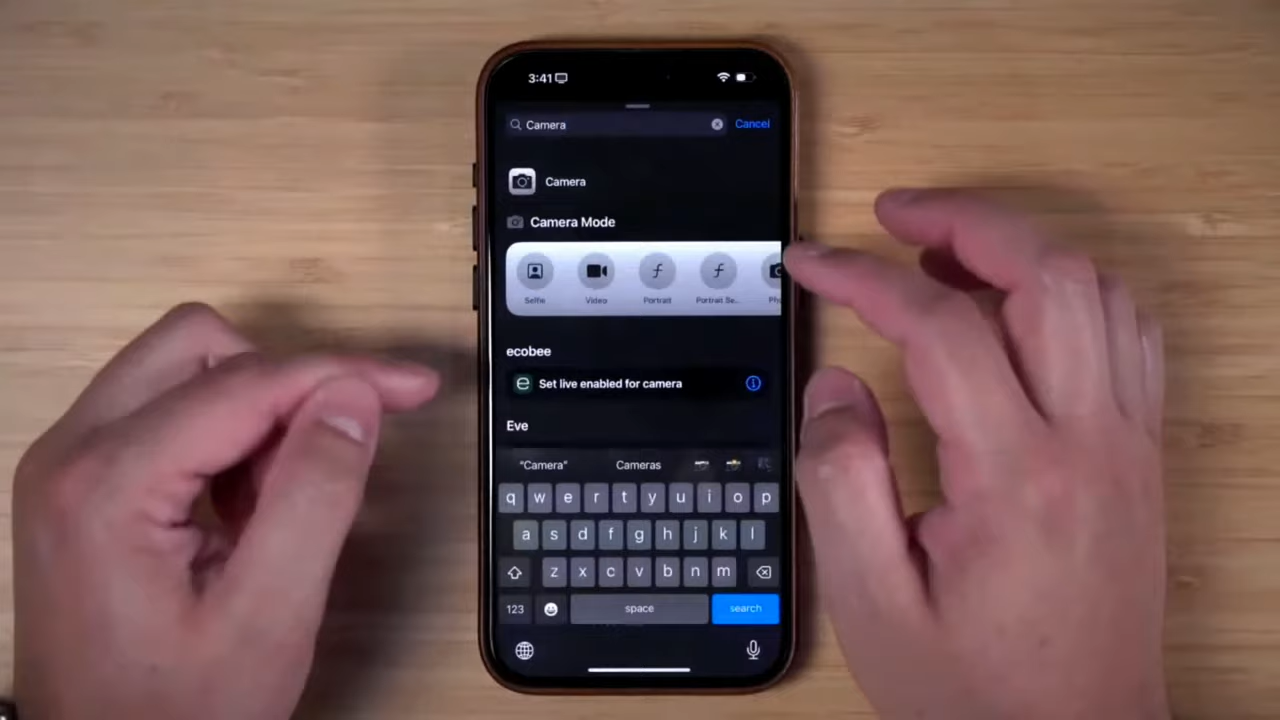 3:41
Camera
Cancel
Camera
Camera Mode
Selfie Video Portrait Portrait Se...
ecobee
e Set live enabled for camera
Eve
"Camera" Cameras
q w e r t y u i o p
a s d f g h j k l
z x c v b n m
123 space search